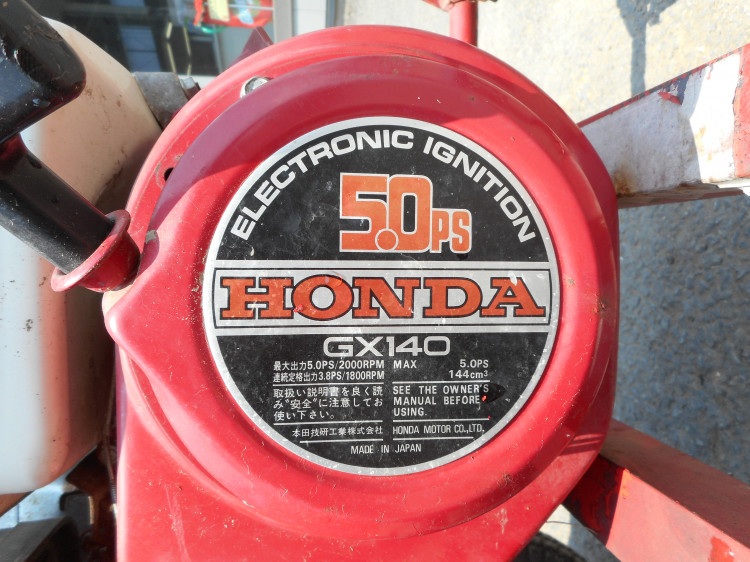 ELECTRONIC IGNITION
5.0PS
HONDA
GX140
最大出力5.0PS/2000RPM MAX 5.0PS
連続定格出力3.8PS/1800RPM 144cm³
取扱い説明書を良く読 SEE THE OWNER'S
み"安全"に注意してお MANUAL BEFORE
使い下さい。 USING.
本田技研工業株式会社 HONDA MOTOR CO.,LTD.
MADE IN JAPAN